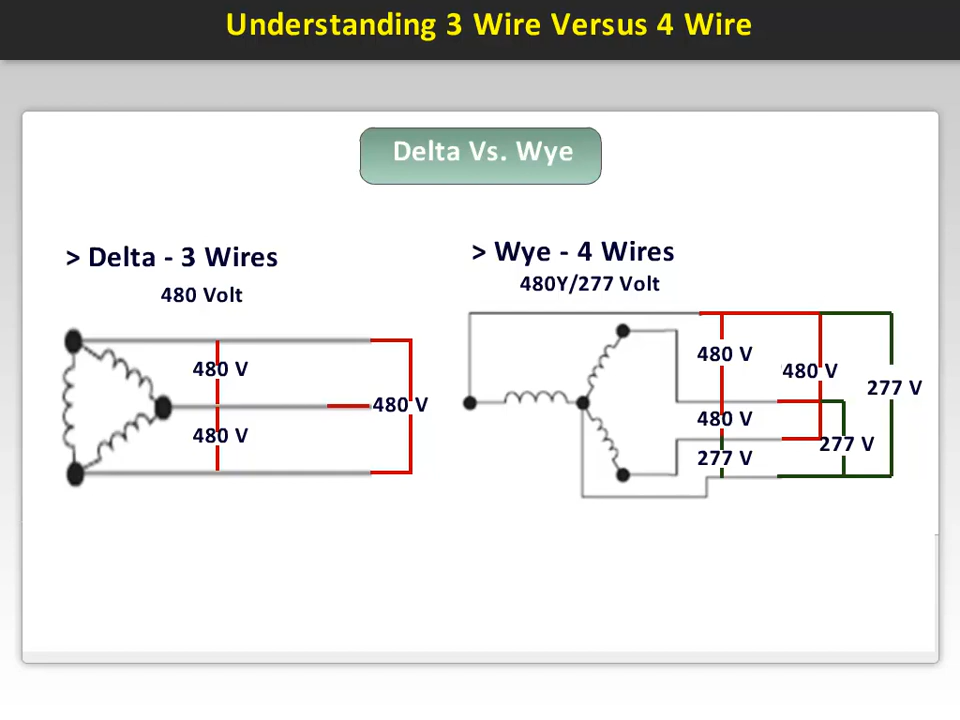 Understanding 3 Wire Versus 4 Wire
Delta Vs. Wye
> Delta - 3 Wires
480 Volt
480 V
480 V
480 V
> Wye - 4 Wires
480Y/277 Volt
480 V
480 V
277 V
480 V
277 V
277 V